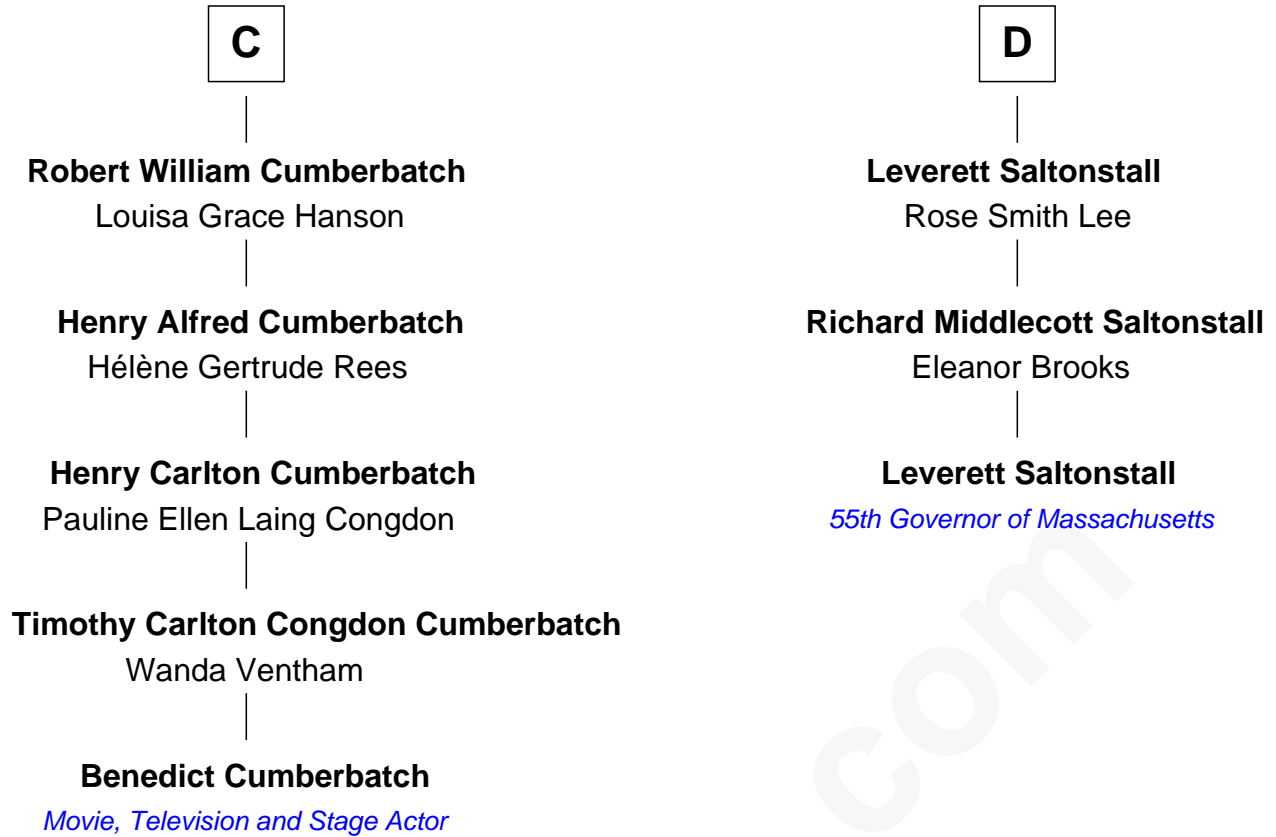 C
Robert William Cumberbatch
Louisa Grace Hanson
Henry Alfred Cumberbatch
Hélène Gertrude Rees
Henry Carlton Cumberbatch
Pauline Ellen Laing Congdon
Timothy Carlton Congdon Cumberbatch
Wanda Ventham
Benedict Cumberbatch
Movie, Television and Stage Actor
D
Leverett Saltonstall
Rose Smith Lee
Richard Middlecott Saltonstall
Eleanor Brooks
Leverett Saltonstall
55th Governor of Massachusetts
com